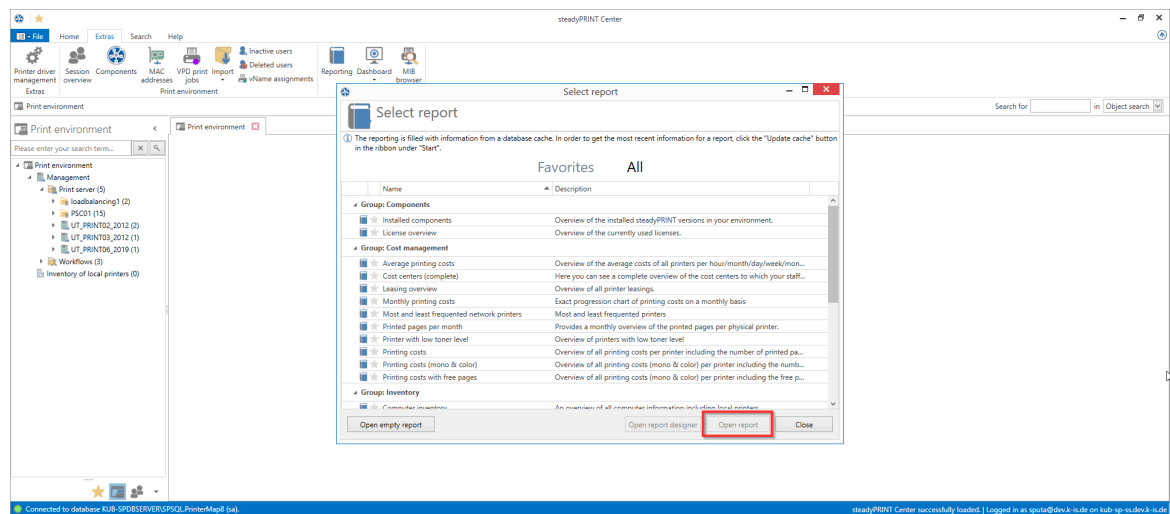 steadyPRINT Center
File Home Extras Search Help
Printer driver management
Session overview
Components
MAC addresses
VPD print jobs
Import
Inactive users
Deleted users
vName assignments
Reporting
Dashboard
MIB browser
Extras
Print environment
Print environment
Search for in Object search
Print environment
Print environment
Please enter your search term...
Print environment
Management
Print server (5)
loadbalancing1 (2)
PSC01 (15)
UT_PRINT02_2012 (2)
UT_PRINT03_2012 (1)
UT_PRINT06_2019 (1)
Workflows (3)
Inventory of local printers (0)
Select report
Select report
The reporting is filled with information from a database cache. In order to get the most recent information for a report, click the "Update cache" button
in the ribbon under "Start".
Favorites All
Name Description
Group: Components
Installed components Overview of the installed steadyPRINT versions in your environment.
License overview Overview of the currently used licenses.
Group: Cost management
Average printing costs Overview of the average costs of all printers per hour/month/day/week/mon...
Cost centers (complete) Here you can see a complete overview of the cost centers to which your staff...
Leasing overview Overview of all printer leasings.
Monthly printing costs Exact progression chart of printing costs on a monthly basis
Most and least frequented network printers Most and least frequented printers
Printed pages per month Provides a monthly overview of the printed pages per physical printer.
Printer with low toner level Overview of printers with low toner level
Printing costs Overview of all printing costs per printer including the number of printed pa...
Printing costs (mono & color) Overview of all printing costs (mono & color) per printer including the numb...
Printing costs with free pages Overview of all printing costs (mono & color) per printer including the free p...
Group: Inventory
Computer inventory An overview of all computer information including local printers
Open empty report Open report designer Open report Close
Connected to database KUB-SPDBSERVER\SPSQL.PrinterMap8 (sa). steadyPRINT Center successfully loaded. | Logged in as sputa@dev.k-is.de on kub-sp-ss.dev.k-is.de